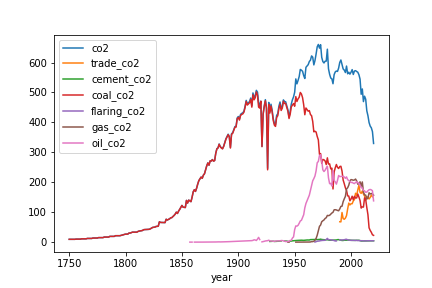 co2
trade_co2
cement_co2
coal_co2
flaring_co2
gas_co2
oil_co2
600
500
400
300
200
100
0
1750 1800 1850 1900 1950 2000
year